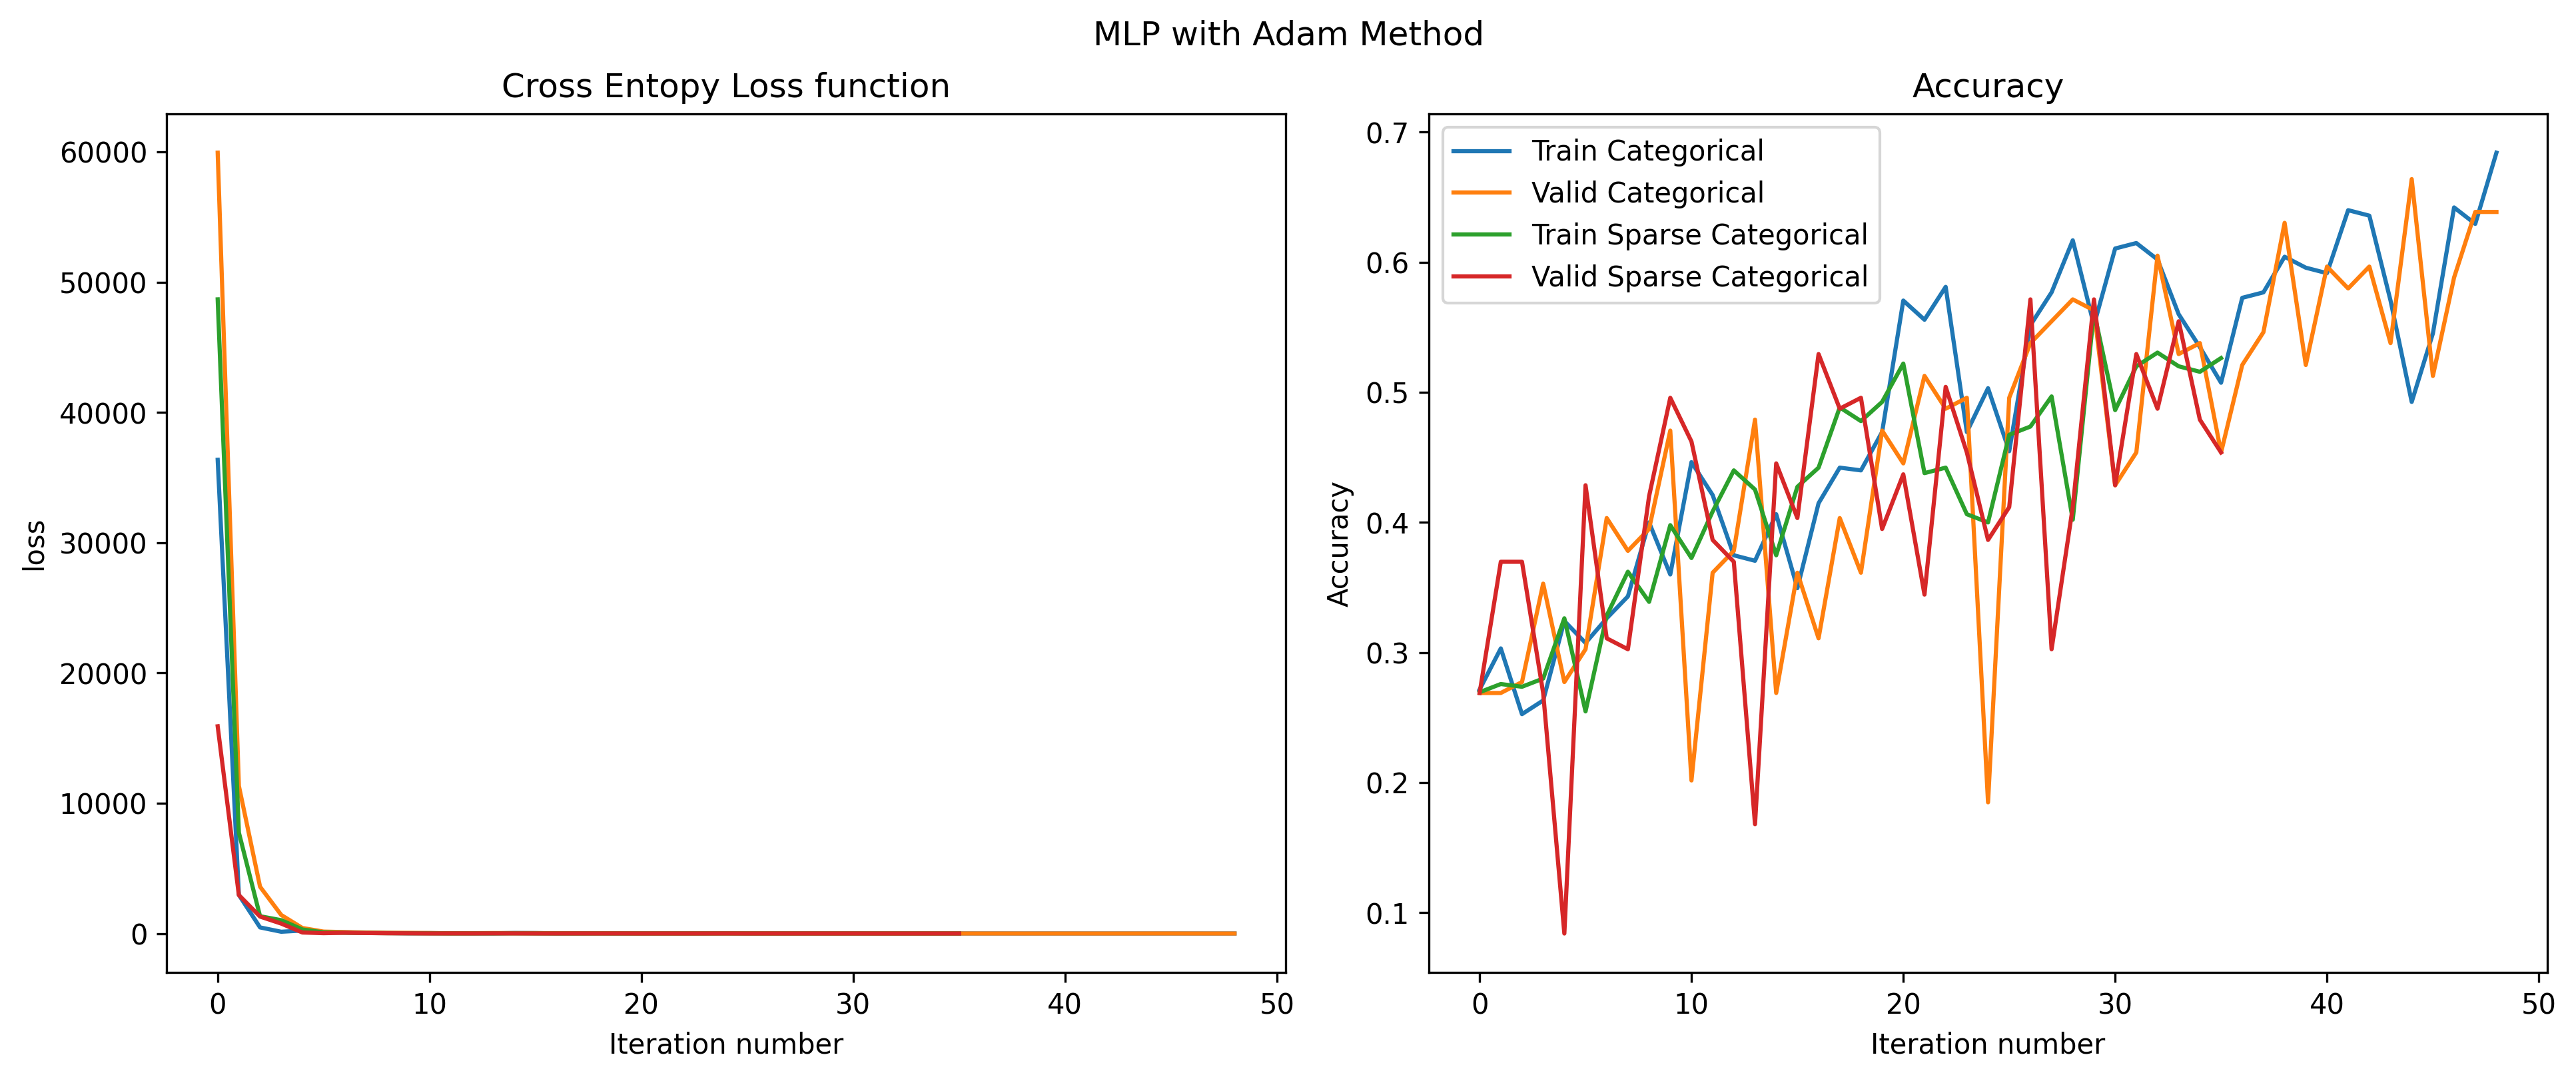 MLP with Adam Method
Cross Entopy Loss function
60000
50000
40000
30000
20000
10000
0
loss
0 10 20 30 40 50
Iteration number
Accuracy
Train Categorical
Valid Categorical
Train Sparse Categorical
Valid Sparse Categorical
0.7
0.6
0.5
0.4
0.3
0.2
0.1
Accuracy
0 10 20 30 40 50
Iteration number